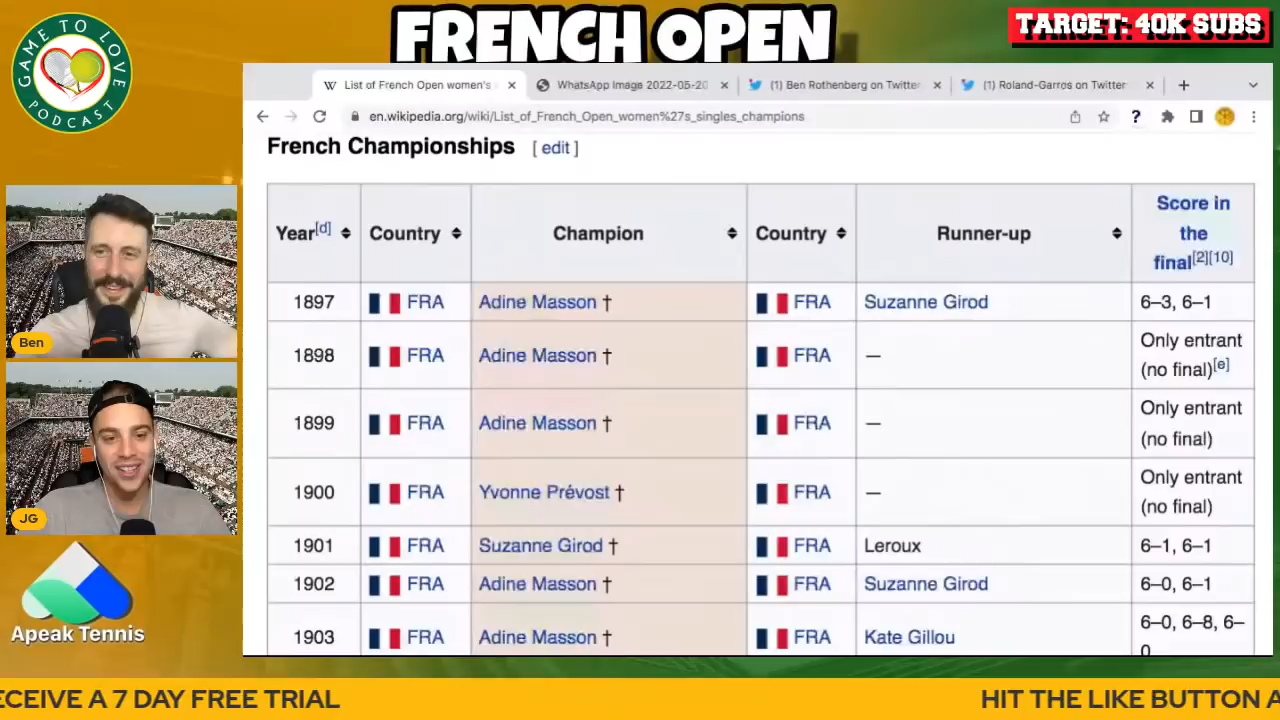 GAME TO LOVE
PODCAST
FRENCH OPEN
TARGET: 40K SUBS
List of French Open women's s
WhatsApp Image 2022-05-20
(1) Ben Rothenberg on Twitter
(1) Roland-Garros on Twitter
en.wikipedia.org/wiki/List_of_French_Open_women%27s_singles_champions
French Championships [ edit ]
Year[d] Country Champion Country Runner-up Score in the final[2][10]
1897 FRA Adine Masson † FRA Suzanne Girod 6–3, 6–1
1898 FRA Adine Masson † FRA — Only entrant (no final)[e]
1899 FRA Adine Masson † FRA — Only entrant (no final)
1900 FRA Yvonne Prévost † FRA — Only entrant (no final)
1901 FRA Suzanne Girod † FRA Leroux 6–1, 6–1
1902 FRA Adine Masson † FRA Suzanne Girod 6–0, 6–1
1903 FRA Adine Masson † FRA Kate Gillou 6–0, 6–8, 6–0
Ben
JG
Apeak Tennis
ECEIVE A 7 DAY FREE TRIAL
HIT THE LIKE BUTTON A